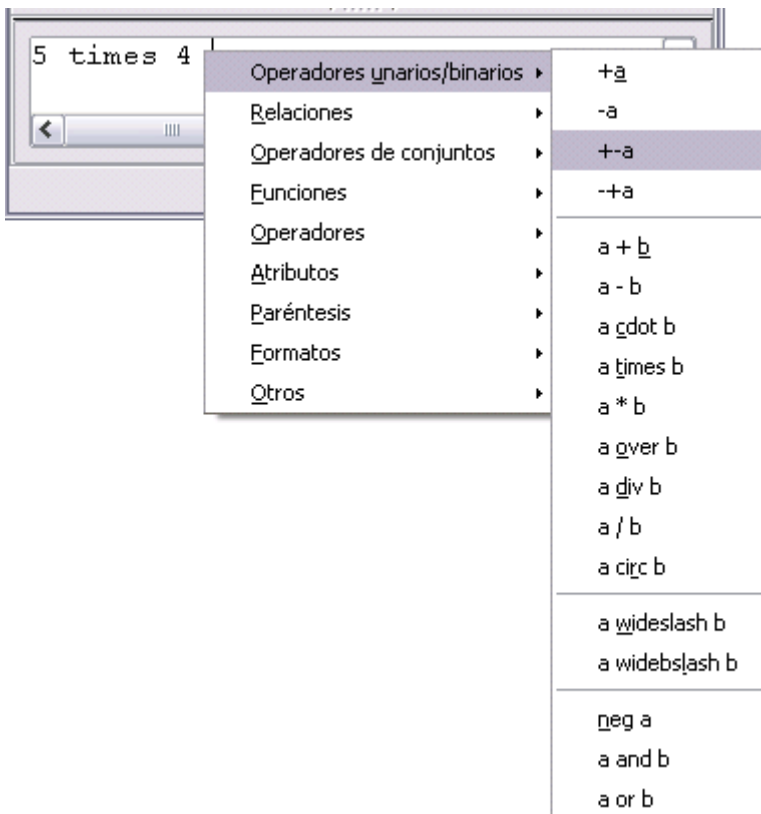 5 times 4
Operadores unarios/binarios
Relaciones
Operadores de conjuntos
Funciones
Operadores
Atributos
Paréntesis
Formatos
Otros
+a
-a
+-a
-+a
a + b
a - b
a cdot b
a times b
a * b
a over b
a div b
a / b
a circ b
a wideslash b
a widebslash b
neg a
a and b
a or b